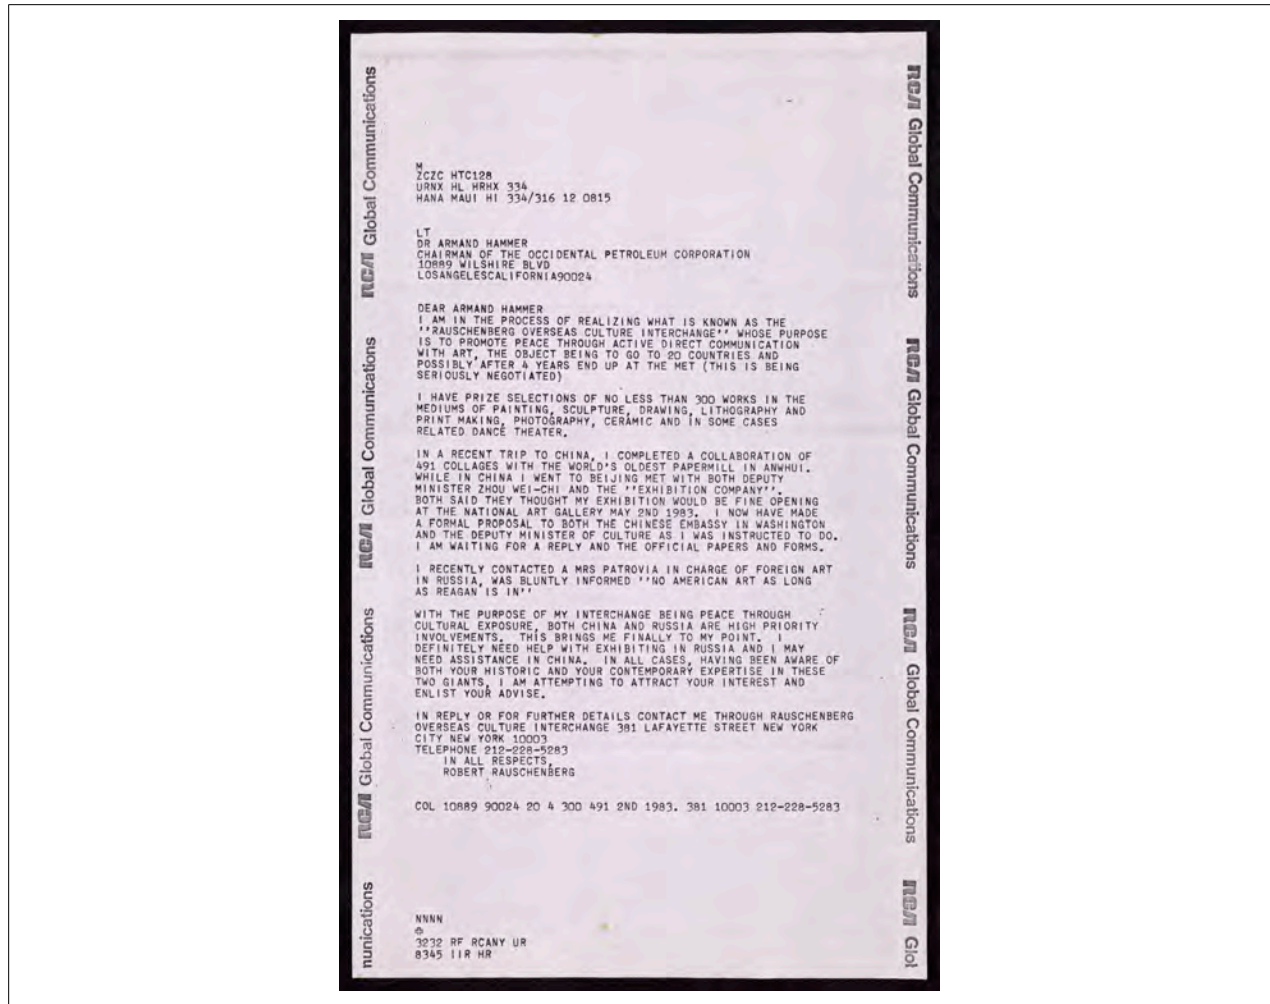 RCA Global Communications
RCA Global Communications
RCA Global Communications
nunications
M
ZCZC HTC128
URNX HL HRHX 334
HANA MAUI HI 334/316 12 0815
LT
DR ARMAND HAMMER
CHAIRMAN OF THE OCCIDENTAL PETROLEUM CORPORATION
10889 WILSHIRE BLVD
LOSANGELESCALIFORNIA90024
DEAR ARMAND HAMMER
I AM IN THE PROCESS OF REALIZING WHAT IS KNOWN AS THE
''RAUSCHENBERG OVERSEAS CULTURE INTERCHANGE'' WHOSE PURPOSE
IS TO PROMOTE PEACE THROUGH ACTIVE DIRECT COMMUNICATION
WITH ART, THE OBJECT BEING TO GO TO 20 COUNTRIES AND
POSSIBLY AFTER 4 YEARS END UP AT THE MET (THIS IS BEING
SERIOUSLY NEGOTIATED)
I HAVE PRIZE SELECTIONS OF NO LESS THAN 300 WORKS IN THE
MEDIUMS OF PAINTING, SCULPTURE, DRAWING, LITHOGRAPHY AND
PRINT MAKING, PHOTOGRAPHY, CERAMIC AND IN SOME CASES
RELATED DANCE THEATER.
IN A RECENT TRIP TO CHINA, I COMPLETED A COLLABORATION OF
491 COLLAGES WITH THE WORLD'S OLDEST PAPERMILL IN ANWHUI.
WHILE IN CHINA I WENT TO BEIJING MET WITH BOTH DEPUTY
MINISTER ZHOU WEI-CHI AND THE ''EXHIBITION COMPANY''.
BOTH SAID THEY THOUGHT MY EXHIBITION WOULD BE FINE OPENING
AT THE NATIONAL ART GALLERY MAY 2ND 1983. I NOW HAVE MADE
A FORMAL PROPOSAL TO BOTH THE CHINESE EMBASSY IN WASHINGTON
AND THE DEPUTY MINISTER OF CULTURE AS I WAS INSTRUCTED TO DO.
I AM WAITING FOR A REPLY AND THE OFFICIAL PAPERS AND FORMS.
I RECENTLY CONTACTED A MRS PATROVIA IN CHARGE OF FOREIGN ART
IN RUSSIA, WAS BLUNTLY INFORMED ''NO AMERICAN ART AS LONG
AS REAGAN IS IN''
WITH THE PURPOSE OF MY INTERCHANGE BEING PEACE THROUGH
CULTURAL EXPOSURE, BOTH CHINA AND RUSSIA ARE HIGH PRIORITY
INVOLVEMENTS. THIS BRINGS ME FINALLY TO MY POINT. I
DEFINITELY NEED HELP WITH EXHIBITING IN RUSSIA AND I MAY
NEED ASSISTANCE IN CHINA. IN ALL CASES, HAVING BEEN AWARE OF
BOTH YOUR HISTORIC AND YOUR CONTEMPORARY EXPERTISE IN THESE
TWO GIANTS, I AM ATTEMPTING TO ATTRACT YOUR INTEREST AND
ENLIST YOUR ADVISE.
IN REPLY OR FOR FURTHER DETAILS CONTACT ME THROUGH RAUSCHENBERG
OVERSEAS CULTURE INTERCHANGE 381 LAFAYETTE STREET NEW YORK
CITY NEW YORK 10003
TELEPHONE 212-228-5283
IN ALL RESPECTS,
ROBERT RAUSCHENBERG
COL 10889 90024 20 4 300 491 2ND 1983. 381 10003 212-228-5283
NNNN
3232 RF RCANY UR
8345 IIR HR
RCA Global Communications
RCA Global Communications
RCA Global Communications
RCA Glol